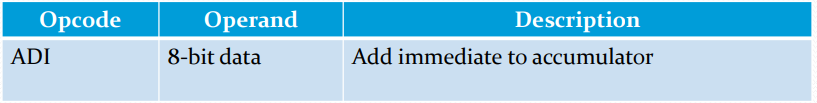 Opcode Operand Description
ADI 8-bit data Add immediate to accumulator